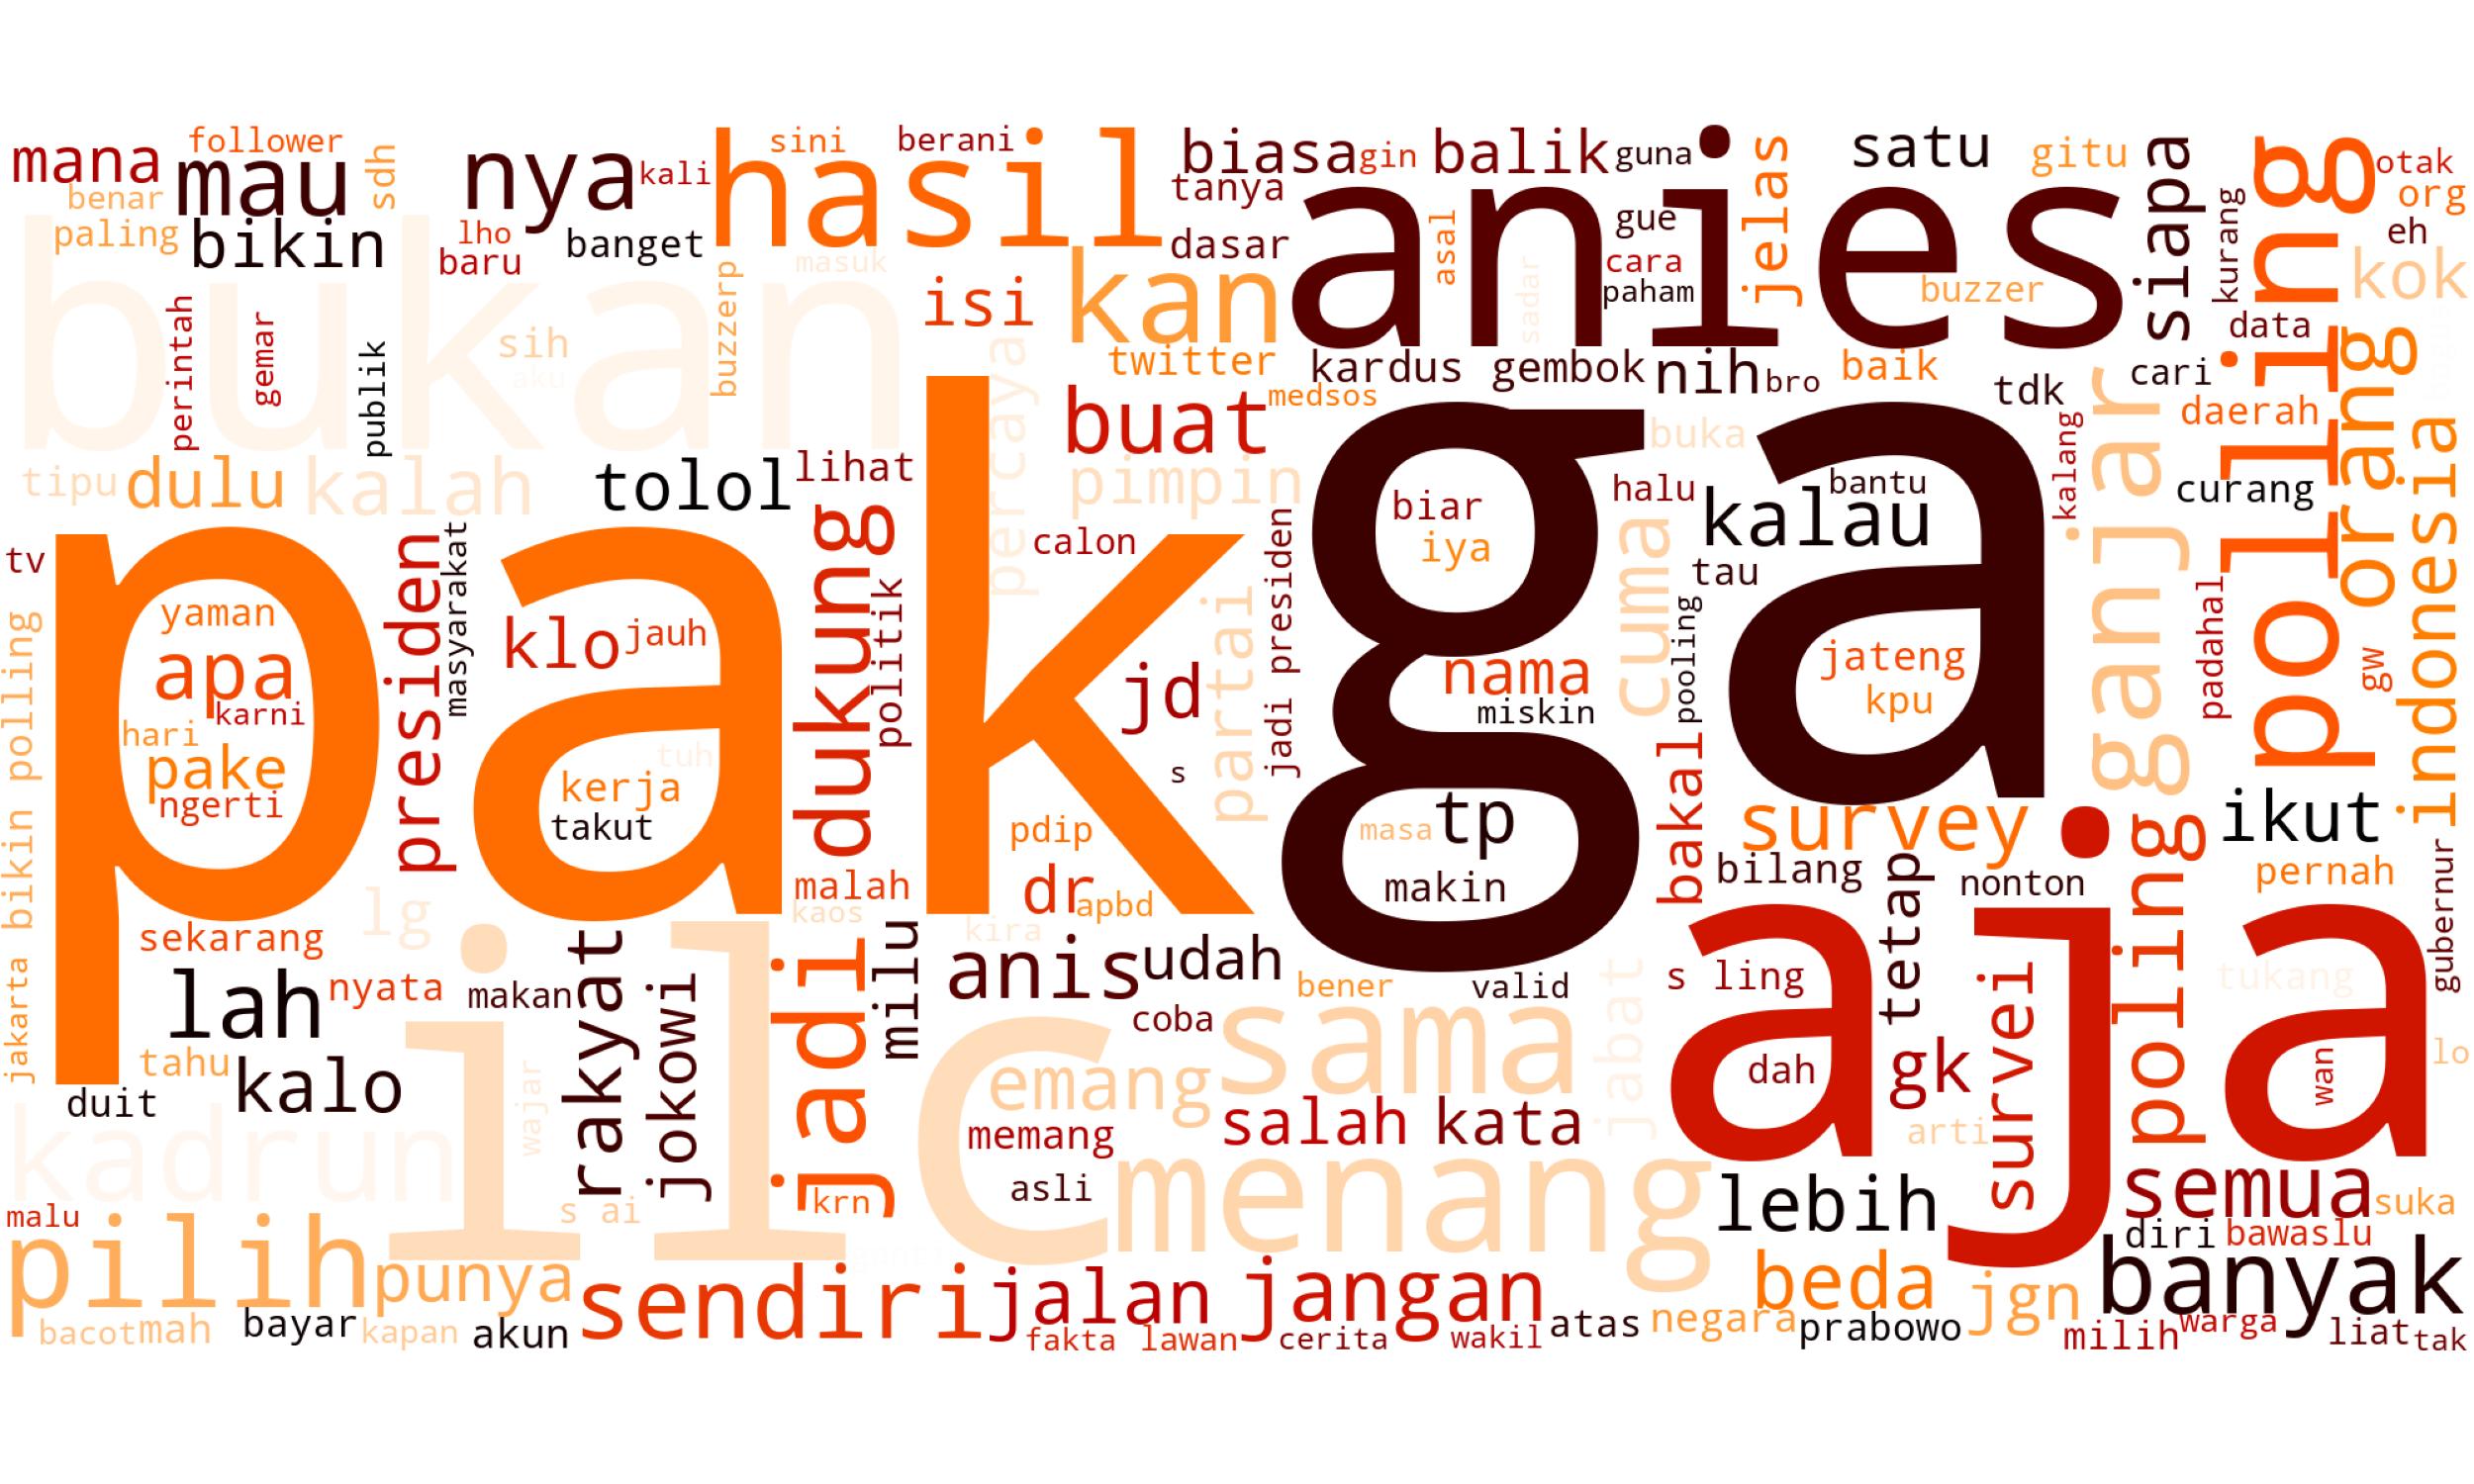 mana
follower
mau
sdh
benar
paling
bikin
nya
kali
lho
baru
banget
hasil
sini
berani
masuk
buzzerp
bukan
perintah
gemar
publik
sih
aku
isi
kan
twitter
biasa
gin
balik
guna
tanya
dasar
anies
gue
asal
cara
paham
sadar
jelas
satu
gitu
siapa
kurang
buzzer
baik
kardus
gembok
nih
bro
tdk
cari
polling
otak
org
eh
kok
data
daerah
orang
indonesia
medsos
buat
percaya
pimpin
buka
tipu
dulu
kalah
tolol
lihat
pak
ga
biar
iya
halu
kalau
bantu
tau
kalang
ganjar
curang
calon
dukung
politik
presiden
masyarakat
tv
yaman
apa
karni
hari
pake
ngerti
klo
jauh
tuh
kerja
takut
jd
partai
jadi presiden
nama
miskin
cuma
pooling
jateng
kpu
padahal
gw
s
pdip
dr
apbd
malah
kaos
masa
tp
makin
bakal
survey
bilang
tetap
nonton
ikut
pernah
gubernur
bikin polling
jakarta
sekarang
lg
lah
nyata
makan
tahu
kalo
duit
rakyat
jokowi
jadi
milu
kira
anis
udah
bener
valid
coba
sama
jabat
aja
s ling
dah
gk
survei
poling
tukang
wan
lo
ilc
wajar
emang
memang
salah
kata
asli
krn
s ai
menang
arti
lebih
semua
suka
diri
bawaslu
kadrun
malu
pilih
punya
bacot
mah
bayar
kapan
akun
sendiri
jalan
jangan
fakta
lawan
cerita
wakil
atas
negara
beda
prabowo
jgn
banyak
milih
warga
liat
tak